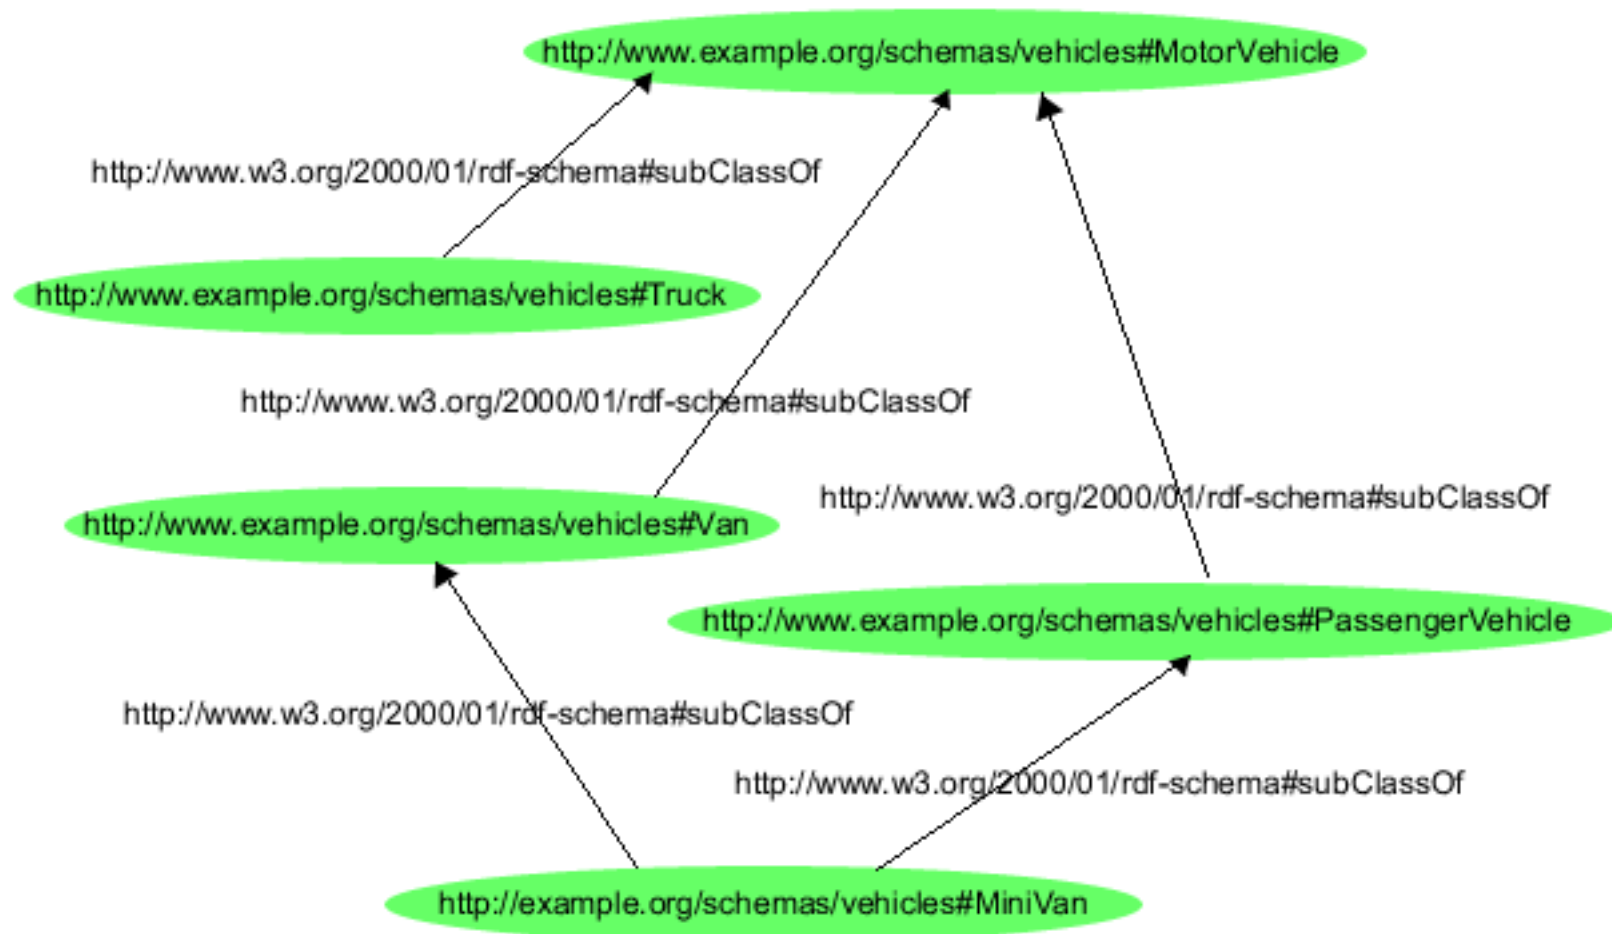 http://www.example.org/schemas/vehicles#MotorVehicle
http://www.w3.org/2000/01/rdf-schema#subClassOf
http://www.example.org/schemas/vehicles#Truck
http://www.w3.org/2000/01/rdf-schema#subClassOf
http://www.w3.org/2000/01/rdf-schema#subClassOf
http://www.example.org/schemas/vehicles#Van
http://www.example.org/schemas/vehicles#PassengerVehicle
http://www.w3.org/2000/01/rdf-schema#subClassOf
http://www.w3.org/2000/01/rdf-schema#subClassOf
http://example.org/schemas/vehicles#MiniVan